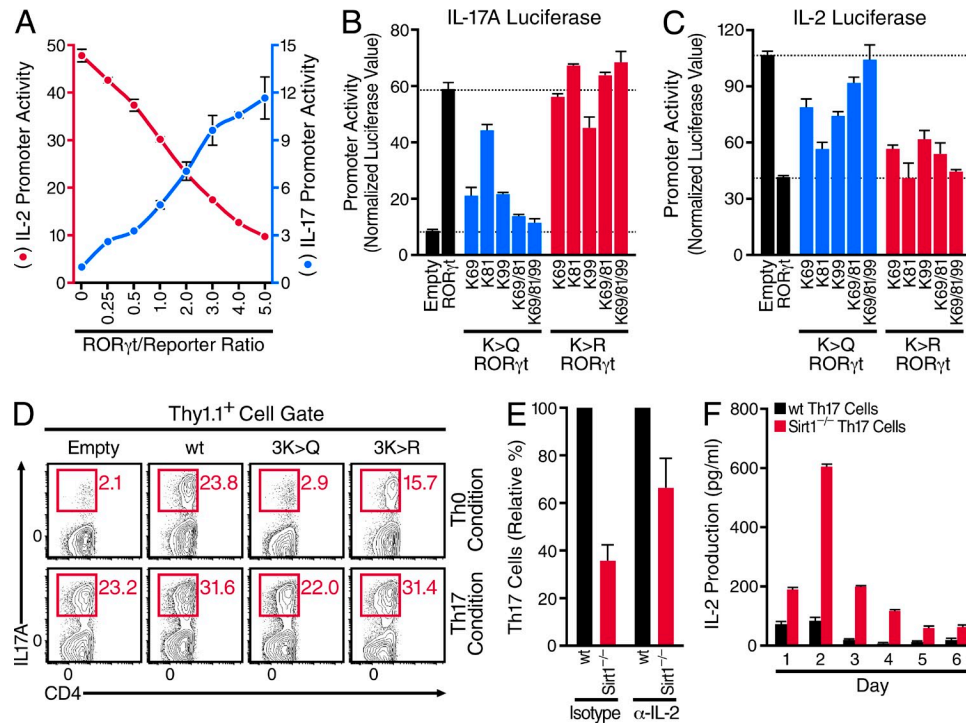 A
(•) IL-2 Promoter Activity
50
40
30
20
10
0
15
12
9
6
3
0
(•) IL-17 Promoter Activity
0
0.25
0.5
1.0
2.0
3.0
4.0
5.0
RORγt/Reporter Ratio
B
IL-17A Luciferase
Promoter Activity
(Normalized Luciferase Value)
80
60
40
20
0
Empty
RORγt
K69
K81
K99
K69/81
K69/81/99
K69
K81
K99
K69/81
K69/81/99
K>Q
RORγt
K>R
RORγt
C
IL-2 Luciferase
Promoter Activity
(Normalized Luciferase Value)
120
90
60
30
0
Empty
RORγt
K69
K81
K99
K69/81
K69/81/99
K69
K81
K99
K69/81
K69/81/99
K>Q
RORγt
K>R
RORγt
D
Thy1.1+ Cell Gate
Empty
wt
3K>Q
3K>R
2.1
23.8
2.9
15.7
Th0
Condition
23.2
31.6
22.0
31.4
Th17
Condition
0
0
IL17A
0
0
0
0
CD4
E
Th17 Cells (Relative %)
100
80
60
40
20
0
wt
Sirt1−/−
wt
Sirt1−/−
Isotype
α-IL-2
F
IL-2 Production (pg/ml)
800
600
400
200
0
wt Th17 Cells
Sirt1−/− Th17 Cells
1
2
3
4
5
6
Day